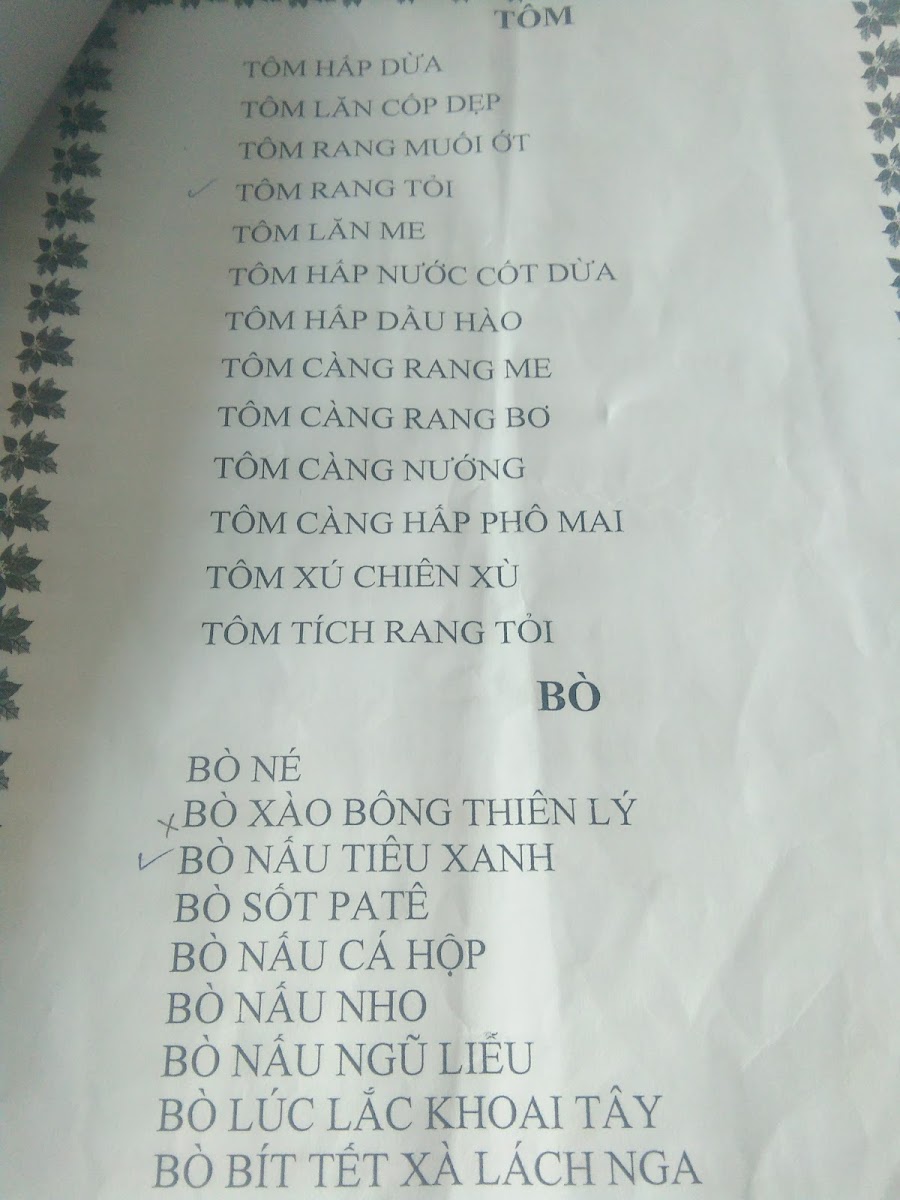 TÔM
TÔM HẤP DỪA
TÔM LĂN CỐP DẸP
TÔM RANG MUỐI ỚT
TÔM RANG TỎI
TÔM LĂN ME
TÔM HẤP NƯỚC CỐT DỪA
TÔM HẤP DẦU HÀO
TÔM CÀNG RANG ME
TÔM CÀNG RANG BƠ
TÔM CÀNG NƯỚNG
TÔM CÀNG HẤP PHÔ MAI
TÔM XÚ CHIÊN XÙ
TÔM TÍCH RANG TỎI
BÒ
BÒ NÉ
BÒ XÀO BÔNG THIÊN LÝ
BÒ NẤU TIÊU XANH
BÒ SỐT PATÊ
BÒ NẤU CÁ HỘP
BÒ NẤU NHO
BÒ NẤU NGŨ LIỄU
BÒ LÚC LẮC KHOAI TÂY
BÒ BÍT TẾT XÀ LÁCH NGA